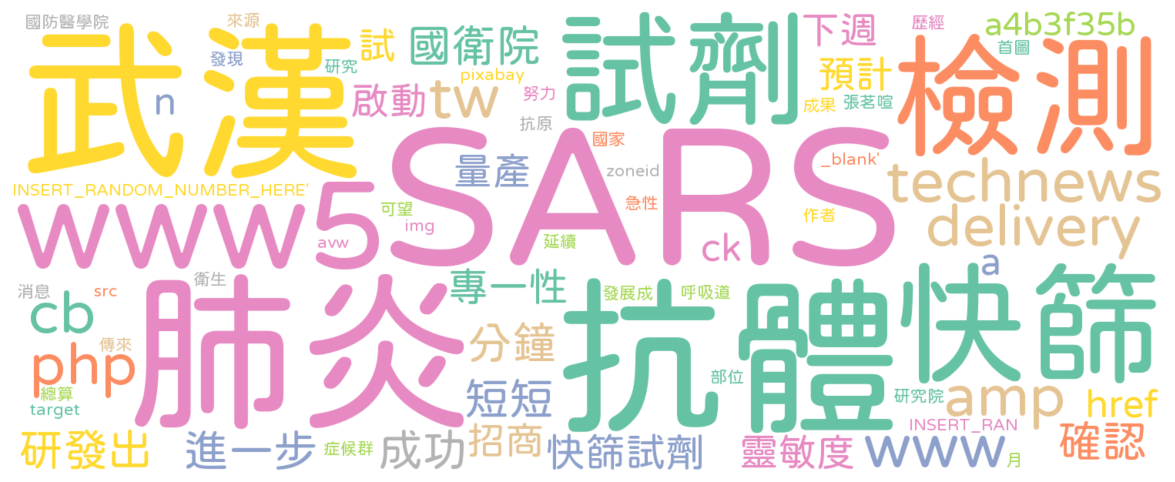 國防醫學院
來源
試
國衛院
試劑
下週
歷經
a4b3f35b
武漢
發現
研究
pixabay
預計
首圖
檢測
n
啟動
tw
努力
成果
張茗喧
抗原
國家
量產
SARS
zoneid
_blank'
technews
INSERT_RANDOM_NUMBER_HERE'
www
5
可望
img
急性
作者
delivery
avw
延續
ck
a
消息
src
衛生
肺炎
專一性
抗體
發展成
呼吸道
快篩
cb
傳來
php
分鐘
部位
總算
target
短短
研究院
amp
href
INSERT_RAN
研發出
進一步
症候群
成功
招商
快篩試劑
靈敏度
www
月
確認